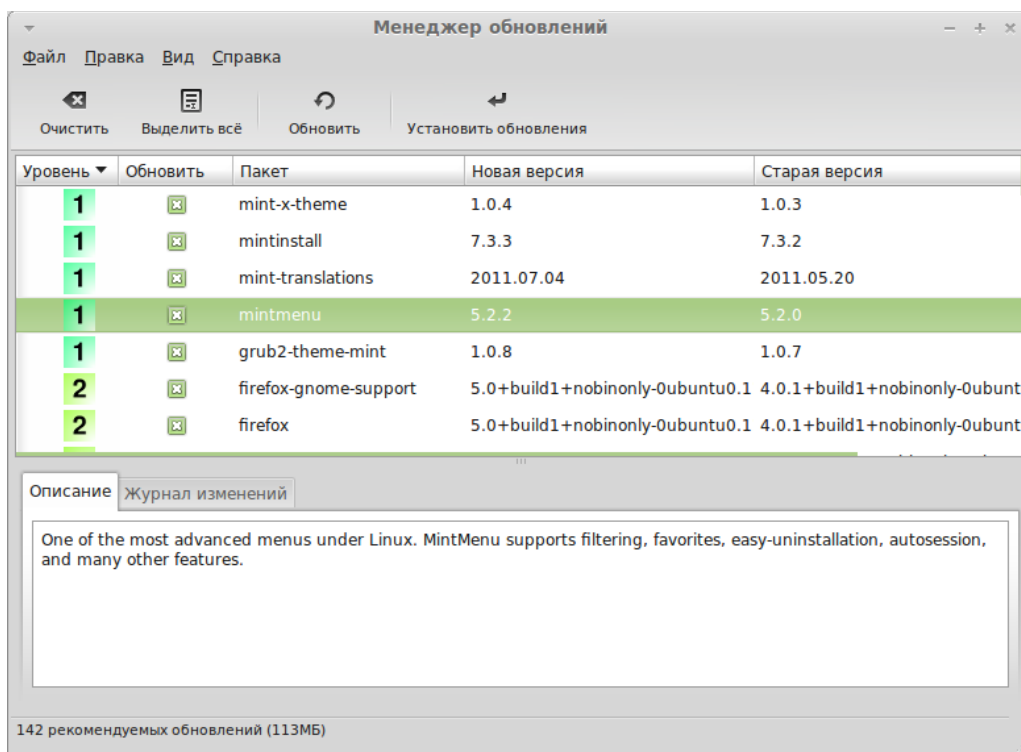 Менеджер обновлений
Файл Правка Вид Справка
Очистить Выделить всё Обновить Установить обновления
Уровень Обновить Пакет Новая версия Старая версия
1 mint-x-theme 1.0.4 1.0.3
1 mintinstall 7.3.3 7.3.2
1 mint-translations 2011.07.04 2011.05.20
1 mintmenu 5.2.2 5.2.0
1 grub2-theme-mint 1.0.8 1.0.7
2 firefox-gnome-support 5.0+build1+nobinonly-0ubuntu0.1 4.0.1+build1+nobinonly-0ubunt
2 firefox 5.0+build1+nobinonly-0ubuntu0.1 4.0.1+build1+nobinonly-0ubunt
Описание Журнал изменений
One of the most advanced menus under Linux. MintMenu supports filtering, favorites, easy-uninstallation, autosession,
and many other features.
142 рекомендуемых обновлений (113МБ)